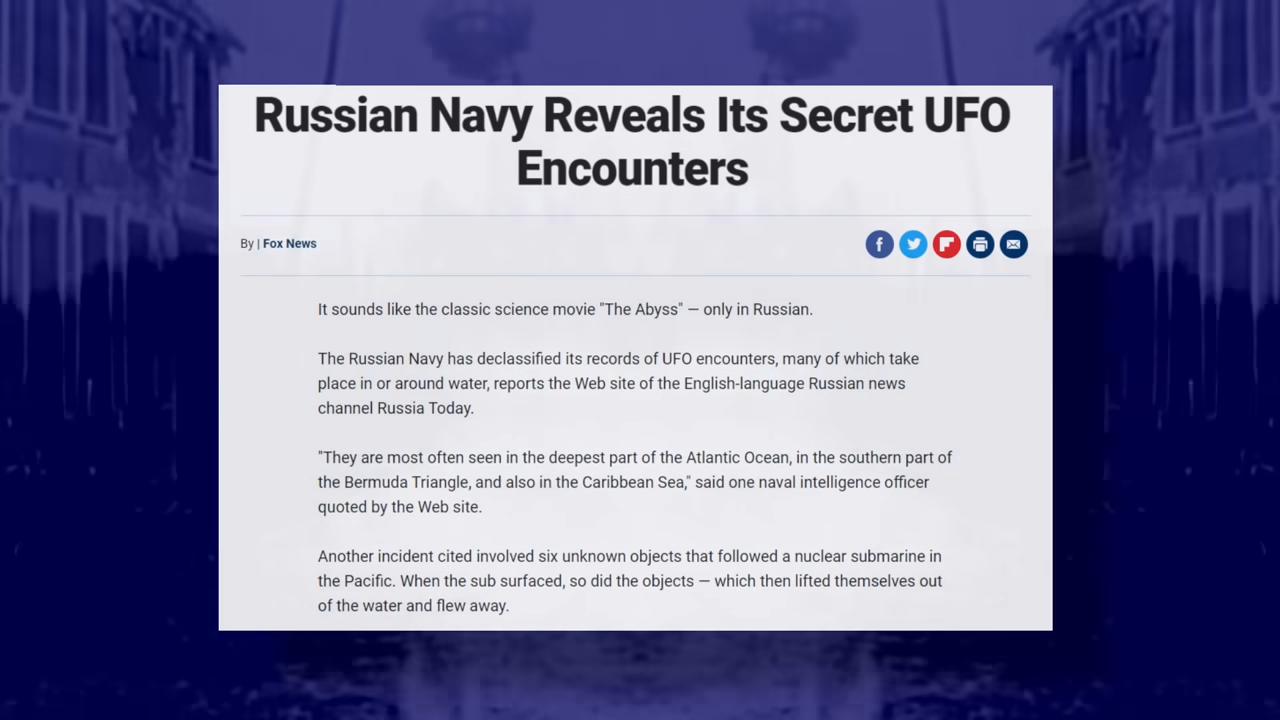 Russian Navy Reveals Its Secret UFO
Encounters
By | Fox News
It sounds like the classic science movie "The Abyss" — only in Russian.
The Russian Navy has declassified its records of UFO encounters, many of which take
place in or around water, reports the Web site of the English-language Russian news
channel Russia Today.
"They are most often seen in the deepest part of the Atlantic Ocean, in the southern part of
the Bermuda Triangle, and also in the Caribbean Sea," said one naval intelligence officer
quoted by the Web site.
Another incident cited involved six unknown objects that followed a nuclear submarine in
the Pacific. When the sub surfaced, so did the objects — which then lifted themselves out
of the water and flew away.